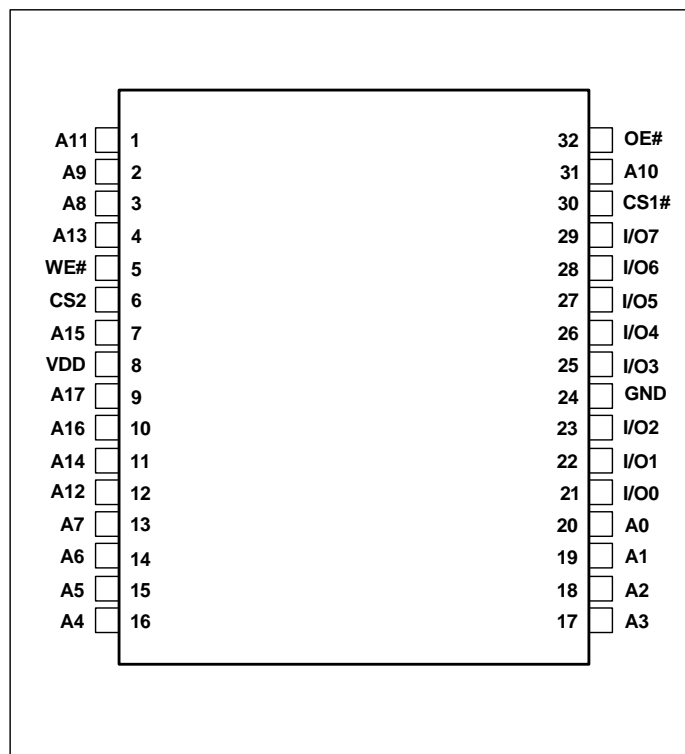 A11 1 32 OE#
A9 2 31 A10
A8 3 30 CS1#
A13 4 29 I/O7
WE# 5 28 I/O6
CS2 6 27 I/O5
A15 7 26 I/O4
VDD 8 25 I/O3
A17 9 24 GND
A16 10 23 I/O2
A14 11 22 I/O1
A12 12 21 I/O0
A7 13 20 A0
A6 14 19 A1
A5 15 18 A2
A4 16 17 A3